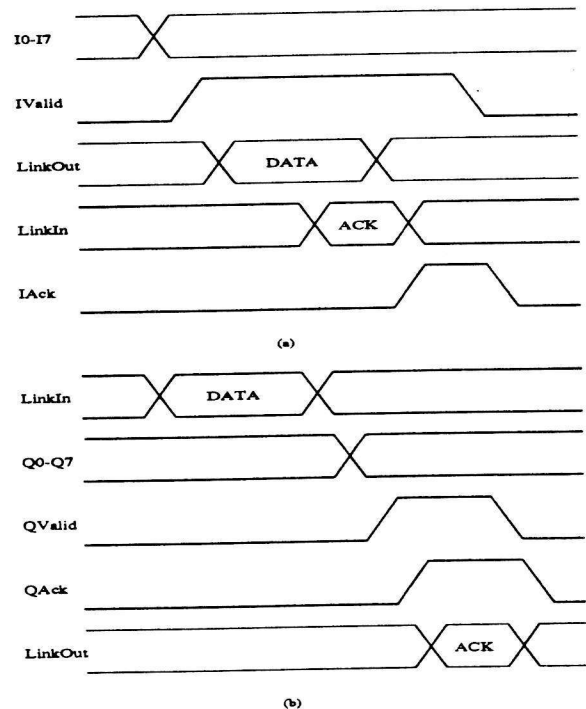 I0-I7
IValid
LinkOut
DATA
LinkIn
ACK
IAck
(a)
LinkIn
DATA
Q0-Q7
QValid
QAck
LinkOut
ACK
(b)